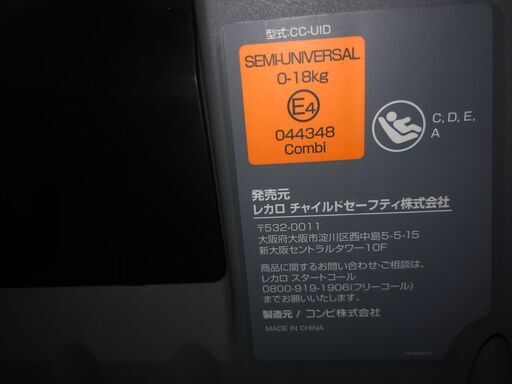 型式:CC-UID
SEMI-UNIVERSAL
0-18kg
E4
044348
Combi
C, D, E,
A
発売元
レカロ チャイルドセーフティ株式会社
〒532-0011
大阪府大阪市淀川区西中島5-5-15
新大阪セントラルタワー10F
商品に関するお問い合わせ・ご相談は、
レカロ スタートコール
0800-919-1906(フリーコール)
までお願いいたします。
製造元 / コンビ株式会社
MADE IN CHINA